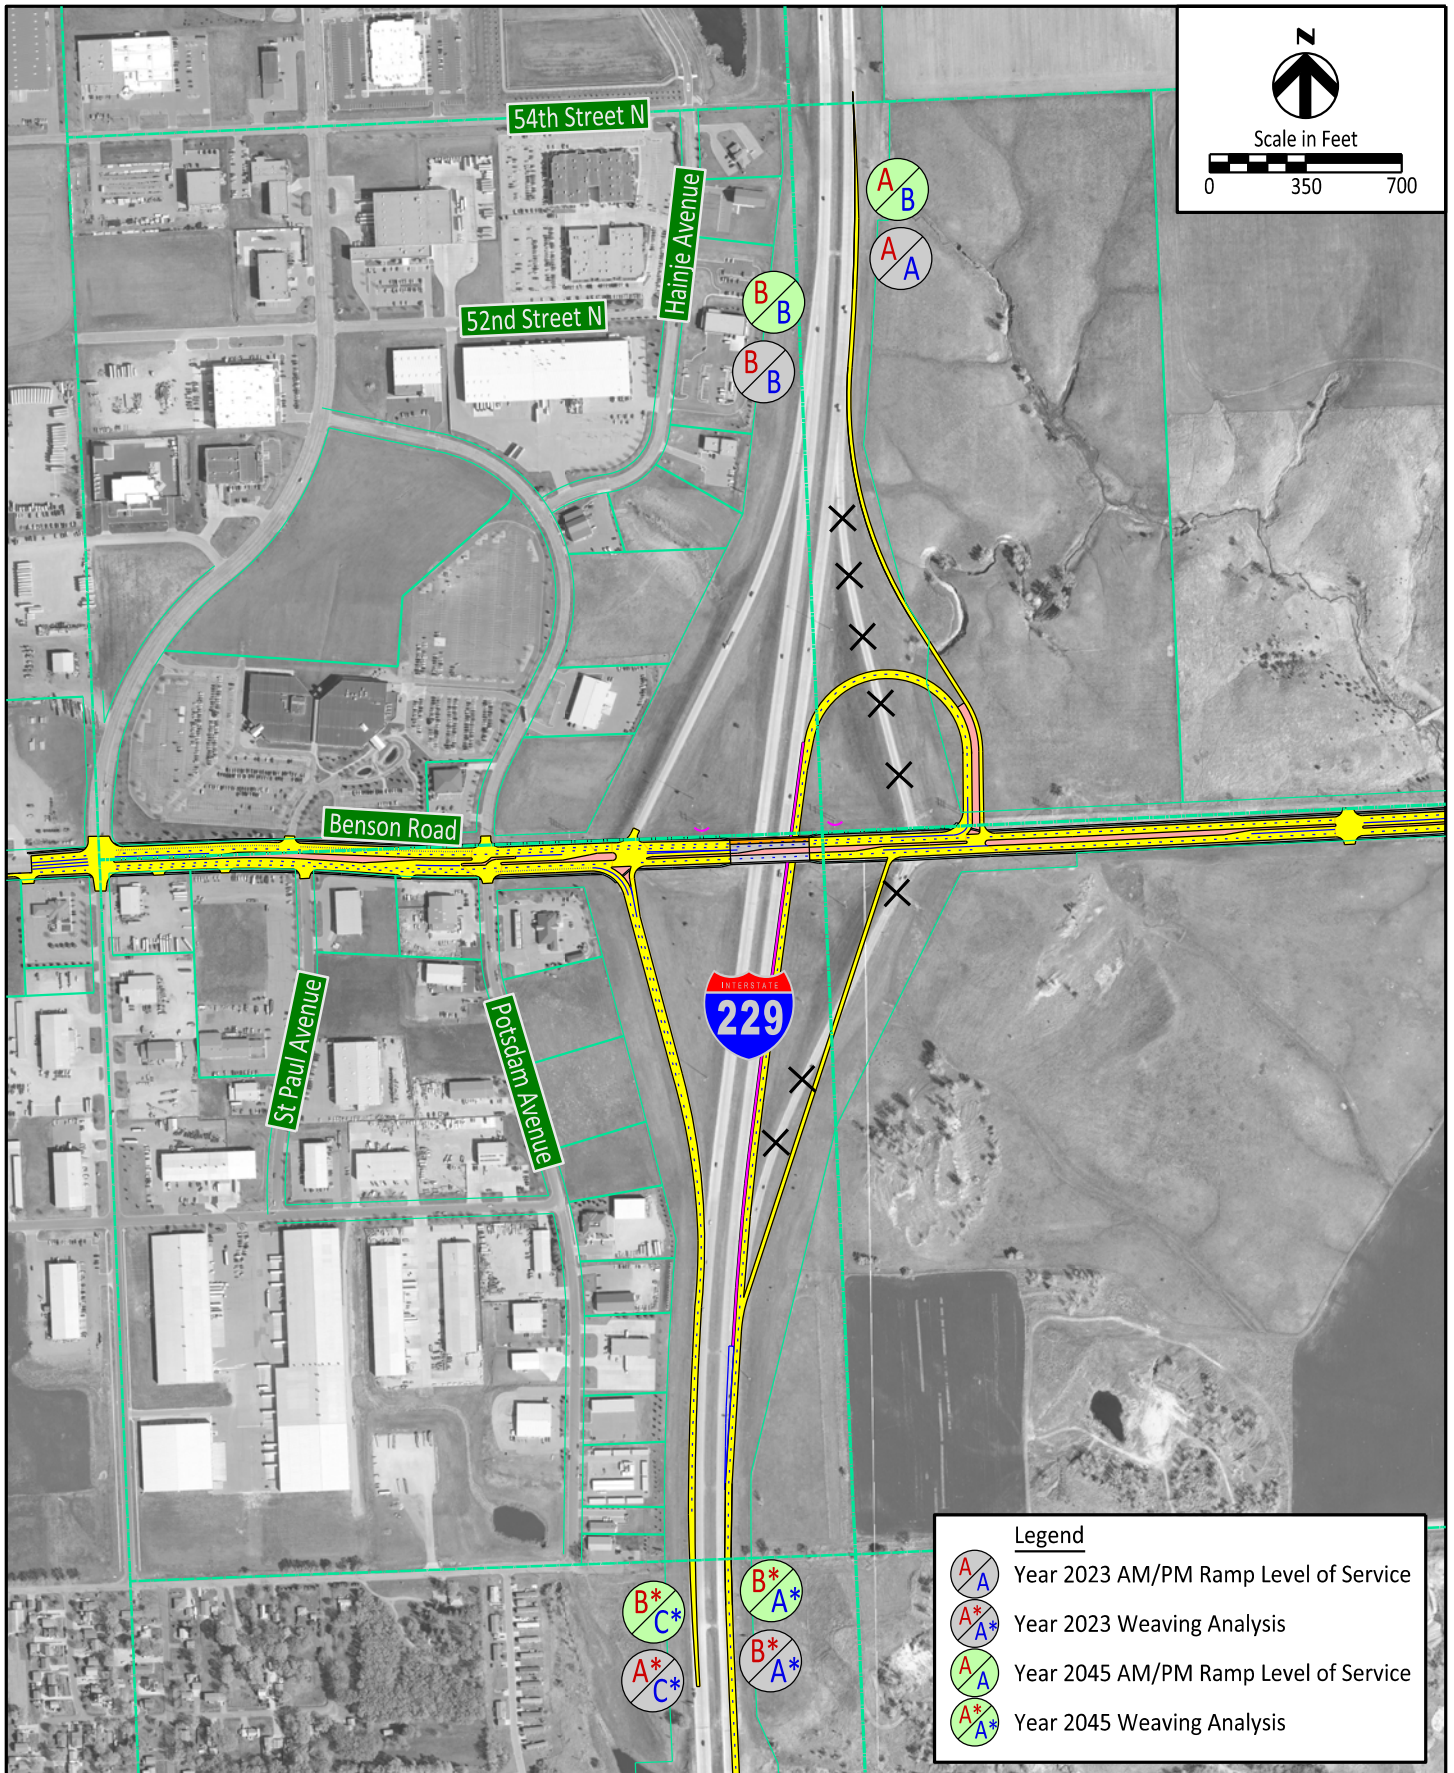 N
Scale in Feet
0 350 700
54th Street N
Hainje Avenue
A B
A A
52nd Street N
B B
B B
Benson Road
INTERSTATE
229
St Paul Avenue
Potsdam Avenue
B* C*
A* C*
B* A*
B* A*
Legend
A A Year 2023 AM/PM Ramp Level of Service
A* A* Year 2023 Weaving Analysis
A A Year 2045 AM/PM Ramp Level of Service
A* A* Year 2045 Weaving Analysis